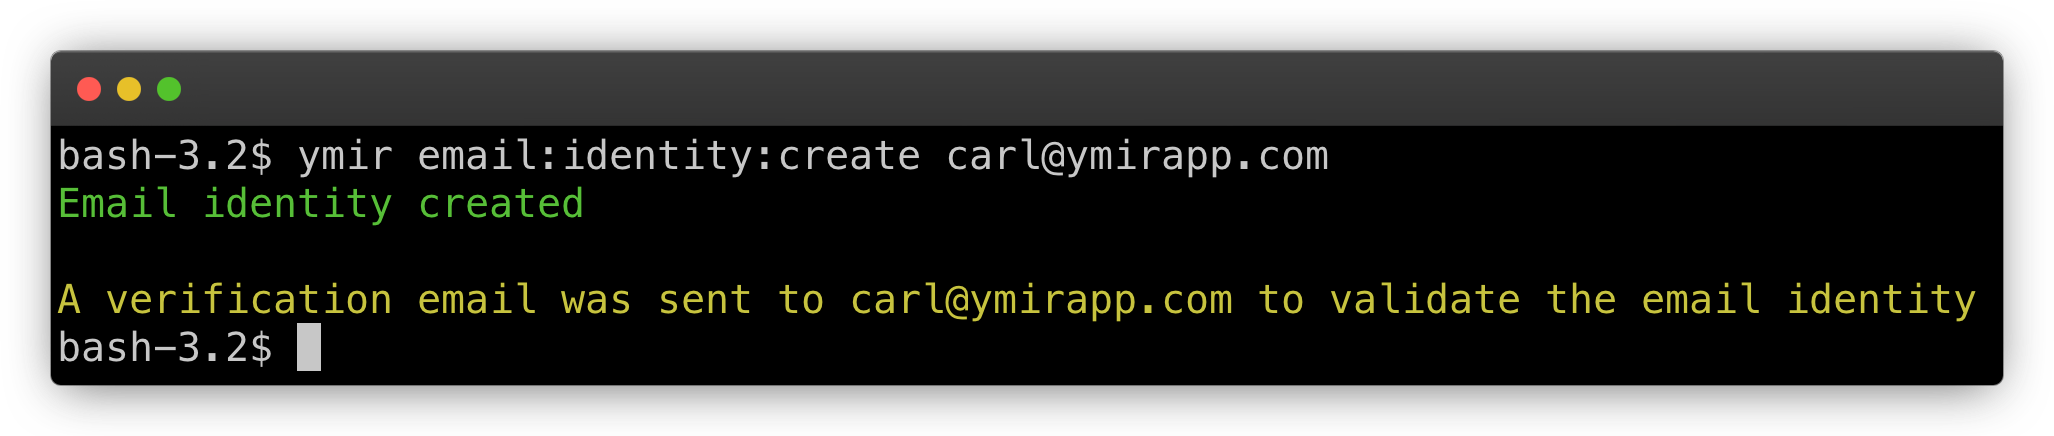 bash-3.2$ ymir email:identity:create carl@ymirapp.com
Email identity created
A verification email was sent to carl@ymirapp.com to validate the email identity
bash-3.2$